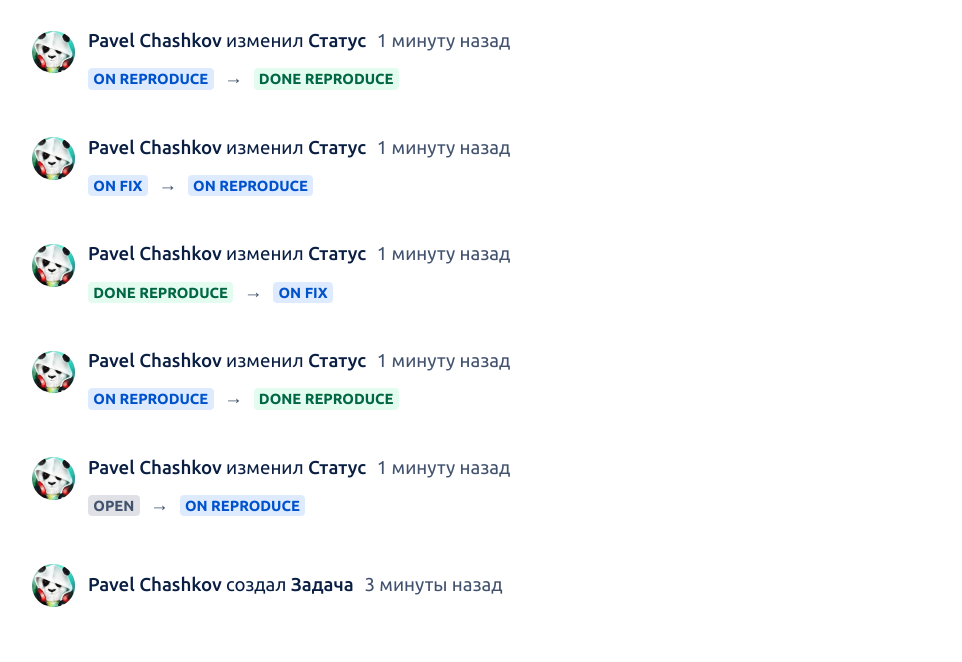 Pavel Chashkov изменил Статус 1 минуту назад
ON REPRODUCE → DONE REPRODUCE
Pavel Chashkov изменил Статус 1 минуту назад
ON FIX → ON REPRODUCE
Pavel Chashkov изменил Статус 1 минуту назад
DONE REPRODUCE → ON FIX
Pavel Chashkov изменил Статус 1 минуту назад
ON REPRODUCE → DONE REPRODUCE
Pavel Chashkov изменил Статус 1 минуту назад
OPEN → ON REPRODUCE
Pavel Chashkov создал Задача 3 минуты назад